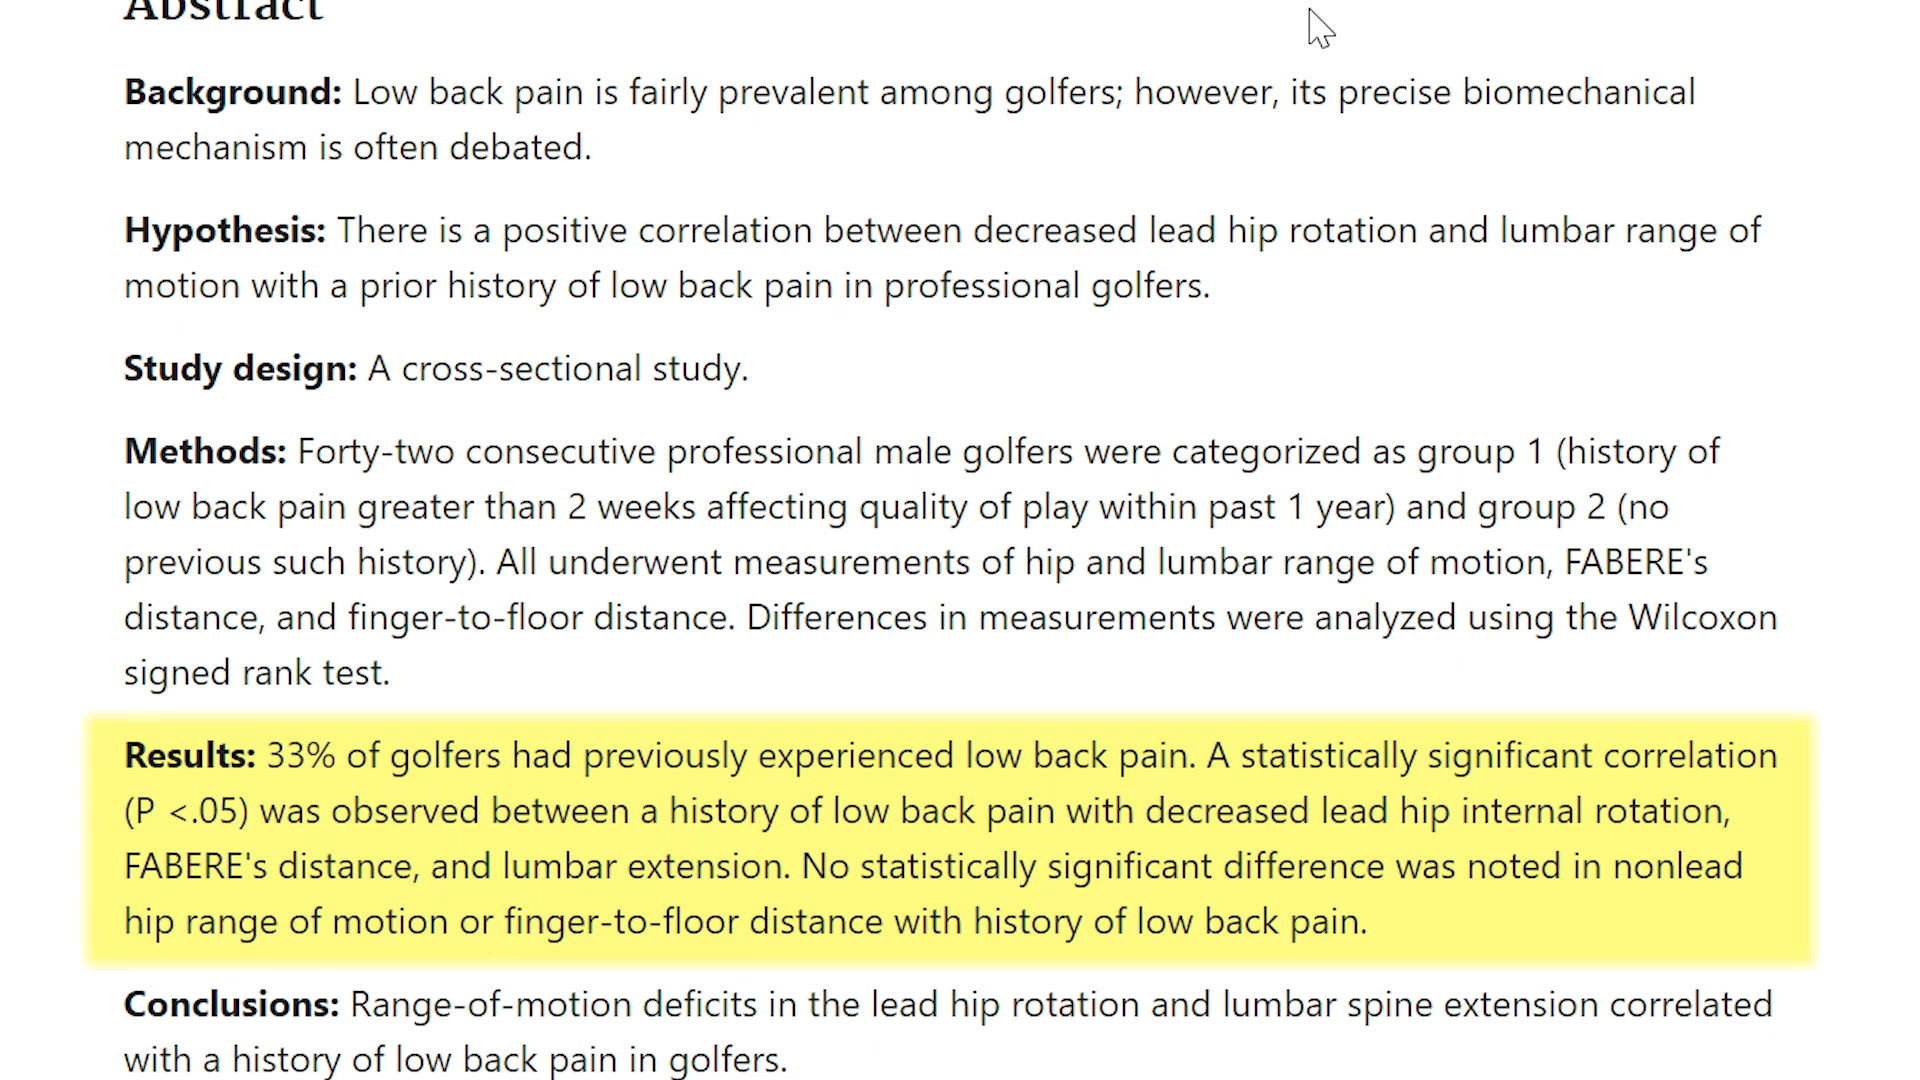 Abstract
Background: Low back pain is fairly prevalent among golfers; however, its precise biomechanical
mechanism is often debated.
Hypothesis: There is a positive correlation between decreased lead hip rotation and lumbar range of
motion with a prior history of low back pain in professional golfers.
Study design: A cross-sectional study.
Methods: Forty-two consecutive professional male golfers were categorized as group 1 (history of
low back pain greater than 2 weeks affecting quality of play within past 1 year) and group 2 (no
previous such history). All underwent measurements of hip and lumbar range of motion, FABERE's
distance, and finger-to-floor distance. Differences in measurements were analyzed using the Wilcoxon
signed rank test.
Results: 33% of golfers had previously experienced low back pain. A statistically significant correlation
(P <.05) was observed between a history of low back pain with decreased lead hip internal rotation,
FABERE's distance, and lumbar extension. No statistically significant difference was noted in nonlead
hip range of motion or finger-to-floor distance with history of low back pain.
Conclusions: Range-of-motion deficits in the lead hip rotation and lumbar spine extension correlated
with a history of low back pain in golfers.